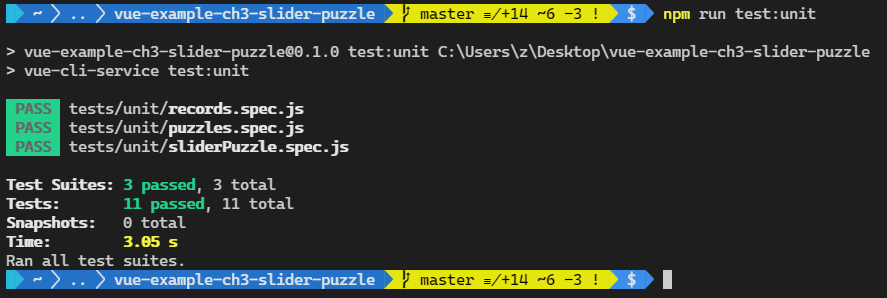 ~ > .. > vue-example-ch3-slider-puzzle master ≡/+14 ~6 -3 ! $ npm run test:unit
> vue-example-ch3-slider-puzzle@0.1.0 test:unit C:\Users\z\Desktop\vue-example-ch3-slider-puzzle
> vue-cli-service test:unit
PASS tests/unit/records.spec.js
PASS tests/unit/puzzles.spec.js
PASS tests/unit/sliderPuzzle.spec.js
Test Suites: 3 passed, 3 total
Tests: 11 passed, 11 total
Snapshots: 0 total
Time: 3.05 s
Ran all test suites.
~ > .. > vue-example-ch3-slider-puzzle master ≡/+14 ~6 -3 ! $